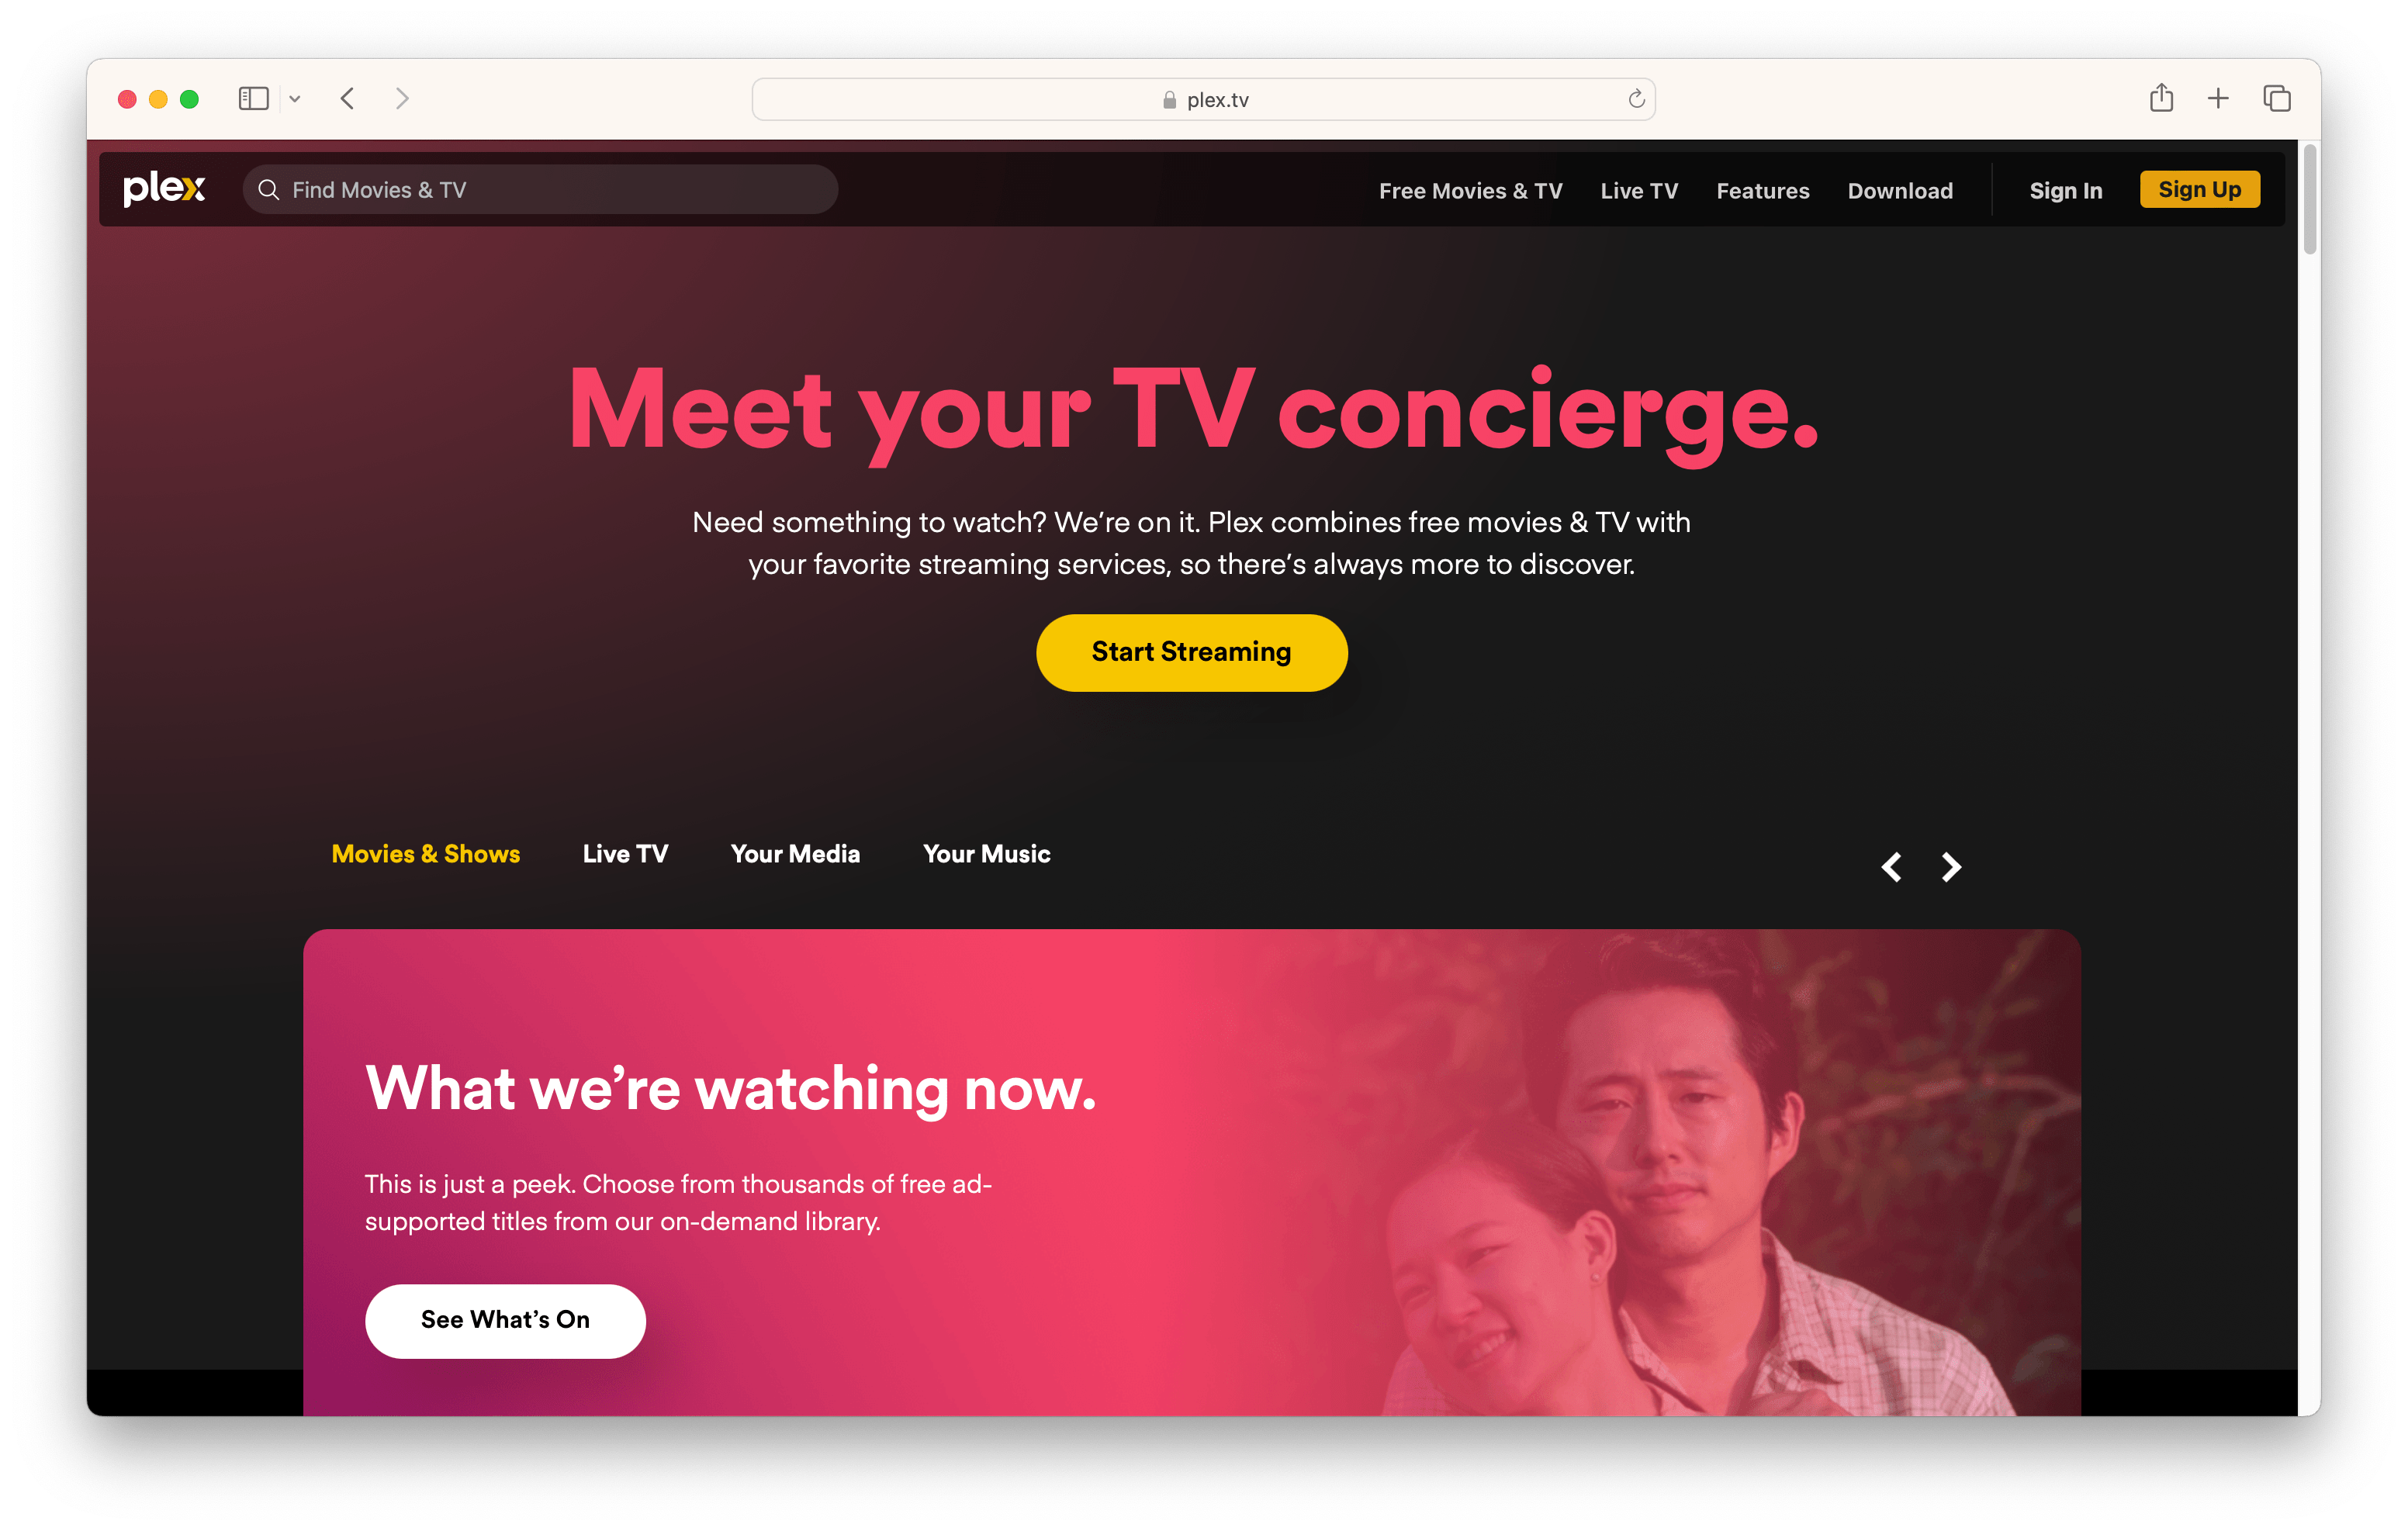 plex.tv
plex
Find Movies & TV
Free Movies & TV
Live TV
Features
Download
Sign In
Sign Up
Meet your TV concierge.
Need something to watch? We’re on it. Plex combines free movies & TV with
your favorite streaming services, so there’s always more to discover.
Start Streaming
Movies & Shows
Live TV
Your Media
Your Music
What we’re watching now.
This is just a peek. Choose from thousands of free ad-
supported titles from our on-demand library.
See What’s On